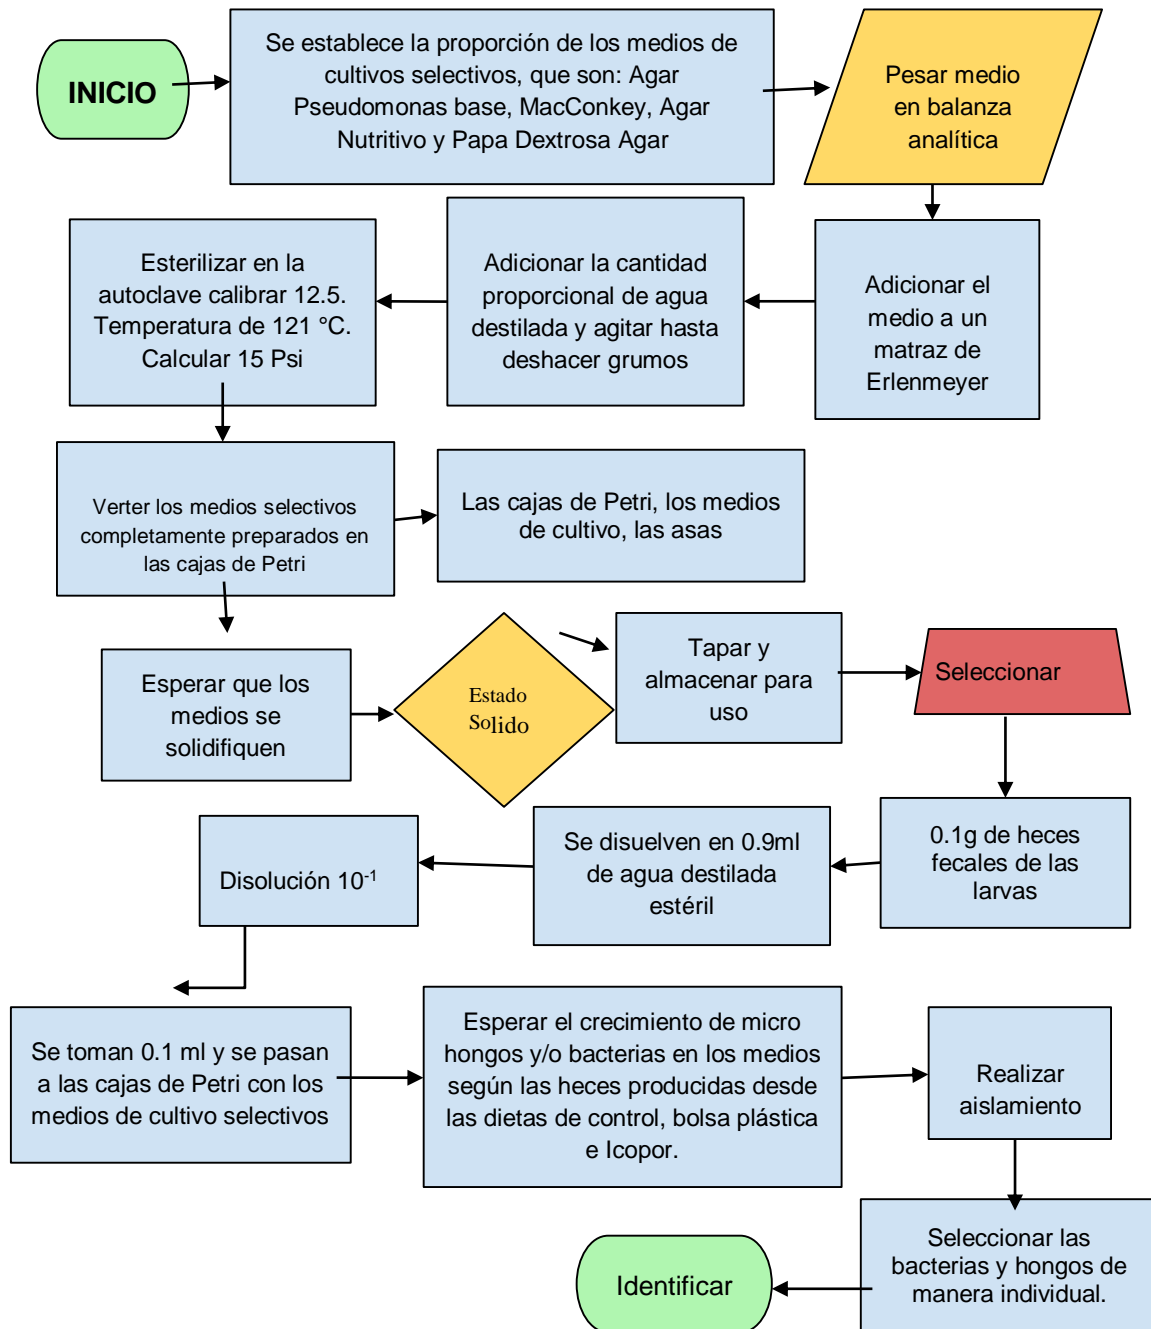 INICIO
Se establece la proporción de los medios de
cultivos selectivos, que son: Agar
Pseudomonas base, MacConkey, Agar
Nutritivo y Papa Dextrosa Agar
Pesar medio
en balanza
analítica
Adicionar el
medio a un
matraz de
Erlenmeyer
Adicionar la cantidad
proporcional de agua
destilada y agitar hasta
deshacer grumos
Esterilizar en la
autoclave calibrar 12.5.
Temperatura de 121 °C.
Calcular 15 Psi
Verter los medios selectivos
completamente preparados en
las cajas de Petri
Las cajas de Petri, los medios
de cultivo, las asas
Esperar que los
medios se
solidifiquen
Estado
Solido
Tapar y
almacenar para
uso
Seleccionar
0.1g de heces
fecales de las
larvas
Se disuelven en 0.9ml
de agua destilada
estéril
Disolución 10⁻¹
Se toman 0.1 ml y se pasan
a las cajas de Petri con los
medios de cultivo selectivos
Esperar el crecimiento de micro
hongos y/o bacterias en los medios
según las heces producidas desde
las dietas de control, bolsa plástica
e Icopor.
Realizar
aislamiento
Seleccionar las
bacterias y hongos de
manera individual.
Identificar